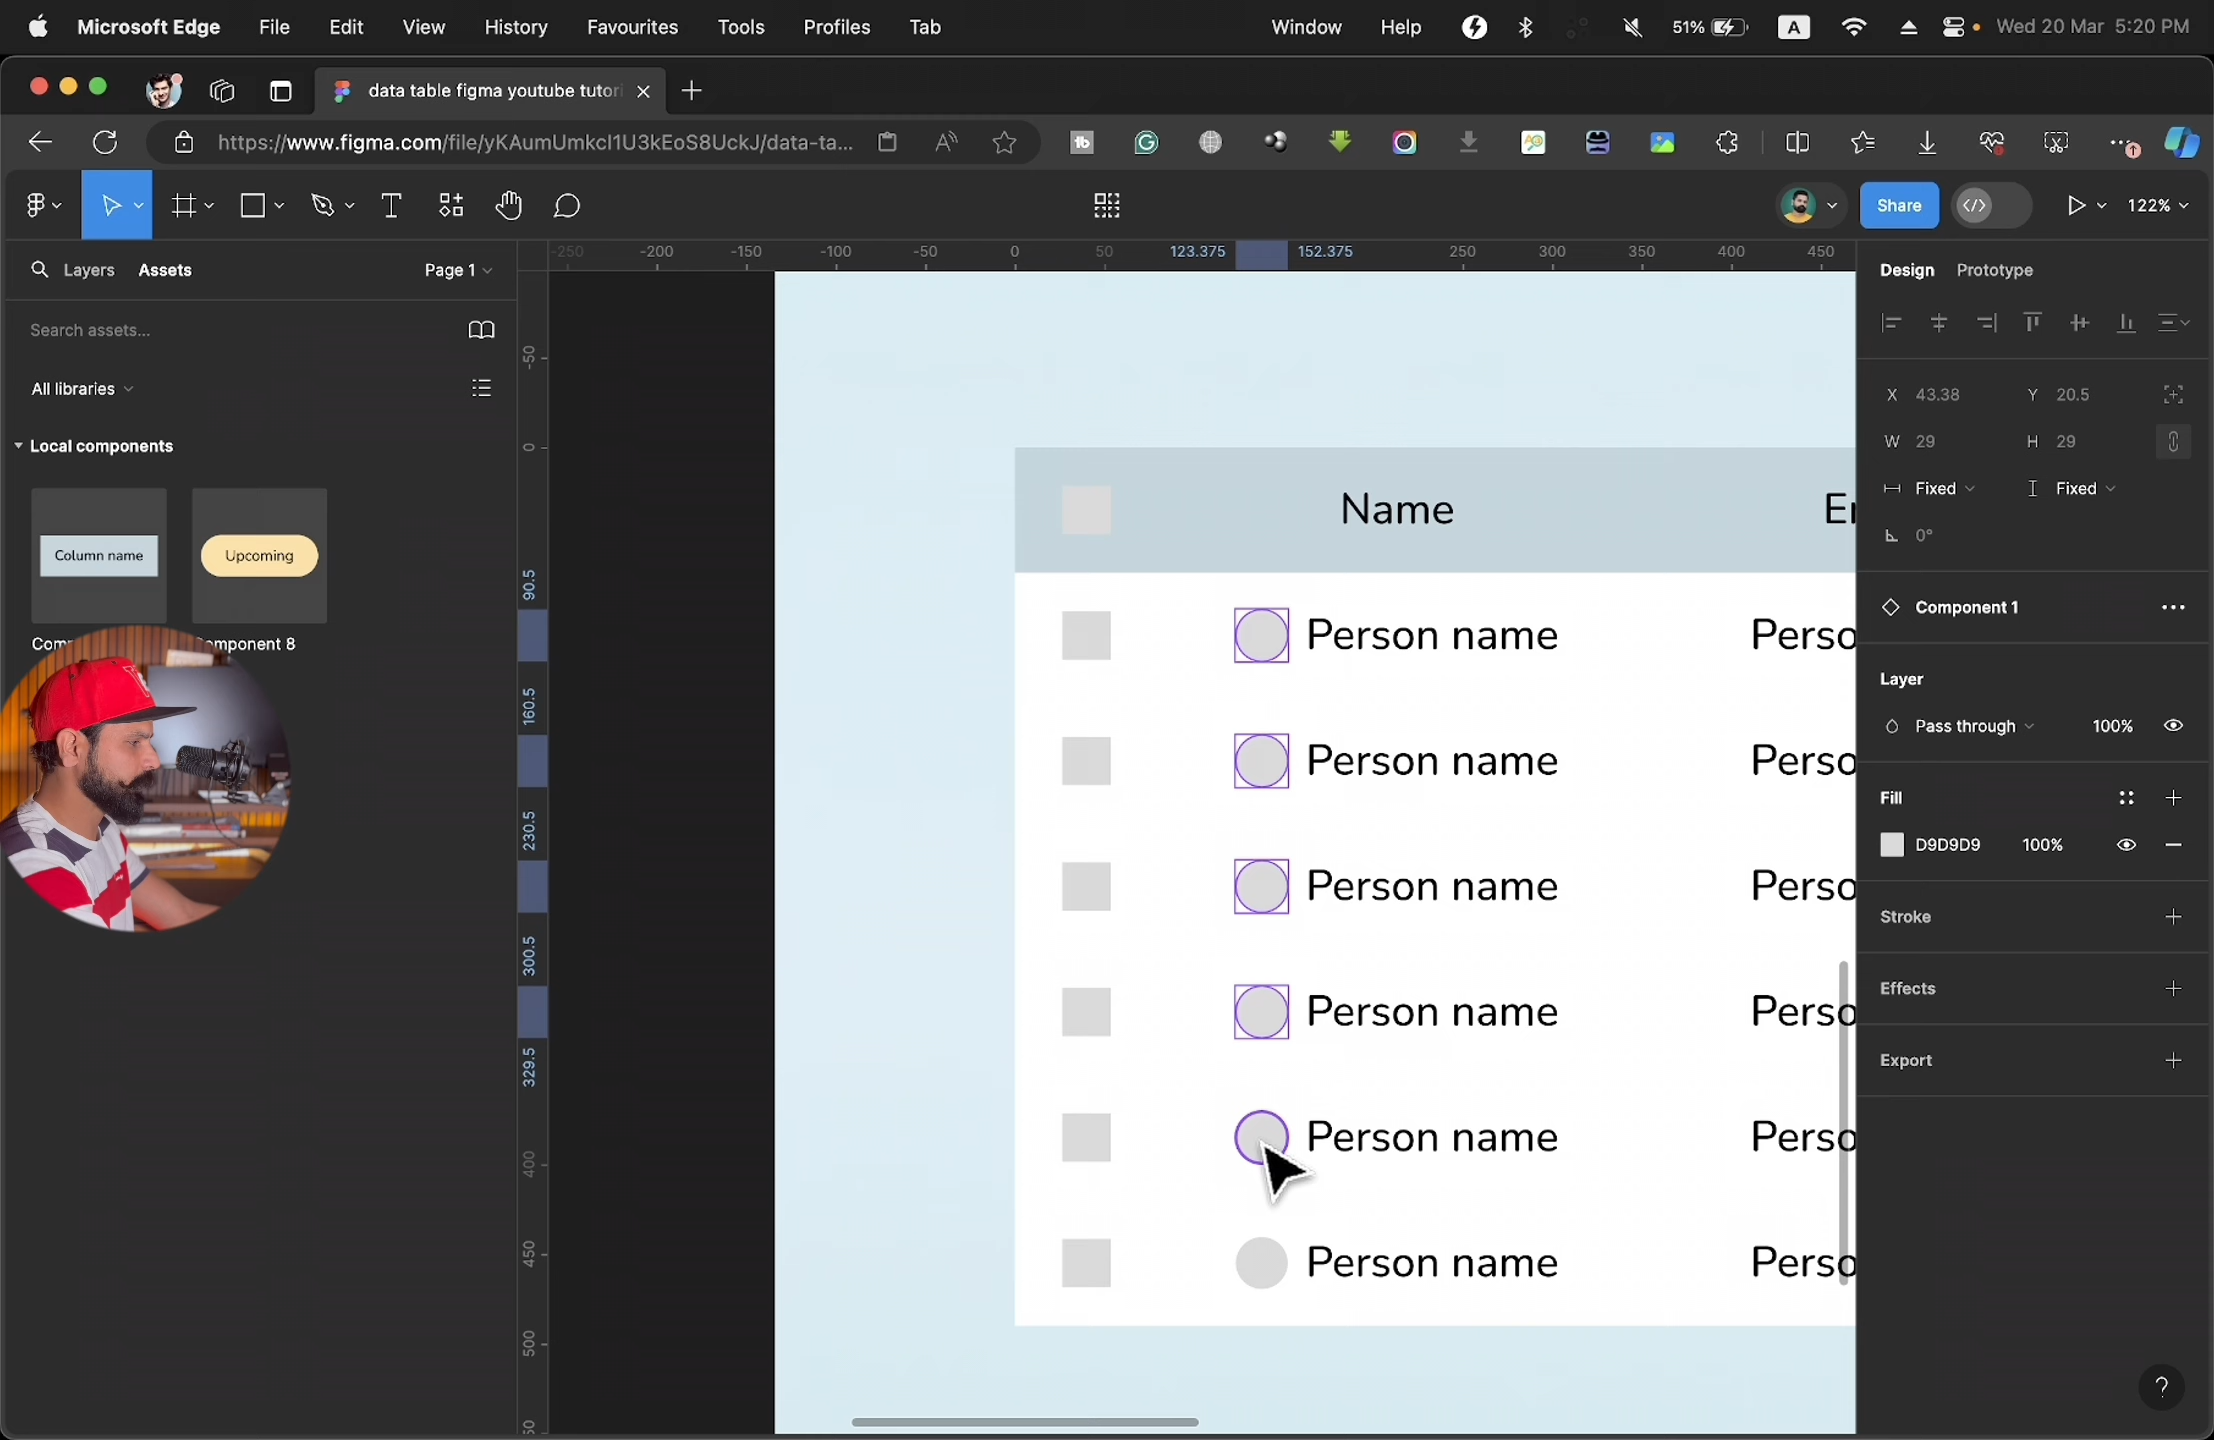 Microsoft Edge File Edit View History Favourites Tools Profiles Tab Window Help 51% A Wed 20 Mar 5:20 PM
data table figma youtube tutori
https://www.figma.com/file/yKAumUmkcI1U3kEoS8UckJ/data-ta...
Share 122%
Layers Assets Page 1
-250 -200 -150 -100 -50 0 50 123.375 152.375 250 300 350 400 450
Design Prototype
Search assets...
All libraries
Local components
Column name Upcoming
Com omponent 8
-50
0
90.5
160.5
230.5
300.5
329.5
400
450
500
Name
Person name Perso
Person name Perso
Person name Perso
Person name Perso
Person name Perso
Person name Perso
X 43.38 Y 20.5
W 29 H 29
Fixed Fixed
0°
Component 1
Layer
Pass through 100%
Fill
D9D9D9 100%
Stroke
Effects
Export
?